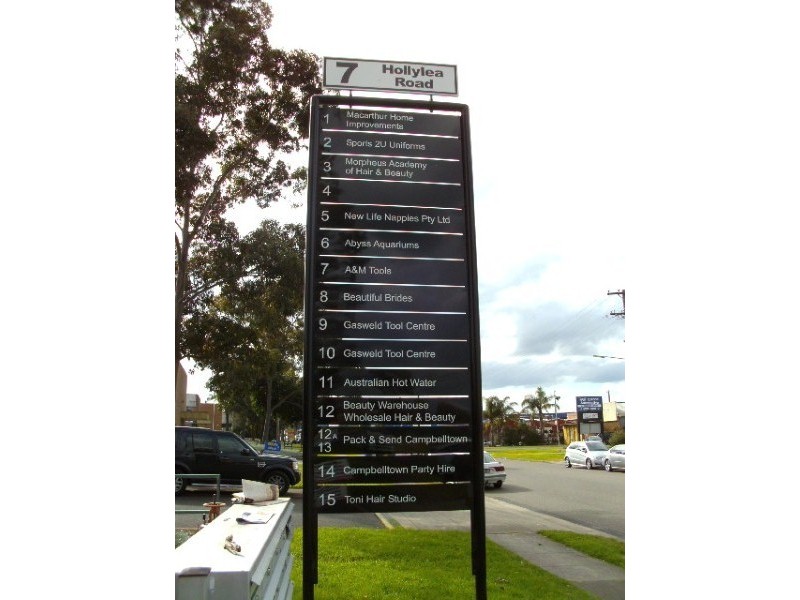 7 Hollylea
Road
1 Macarthur Home
Improvements
2 Sports 2U Uniforms
3 Morpheus Academy
of Hair & Beauty
4
5 New Life Nappies Pty Ltd
6 Abyss Aquariums
7 A&M Tools
8 Beautiful Brides
9 Gasweld Tool Centre
10 Gasweld Tool Centre
11 Australian Hot Water
12 Beauty Warehouse
Wholesale Hair & Beauty
12A
13 Pack & Send Campbelltown
14 Campbelltown Party Hire
15 Toni Hair Studio